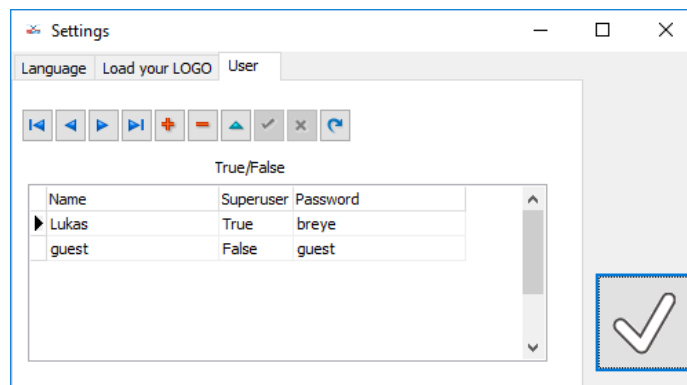 Settings
Language Load your LOGO User
True/False
Name Superuser Password
Lukas True breye
guest False guest